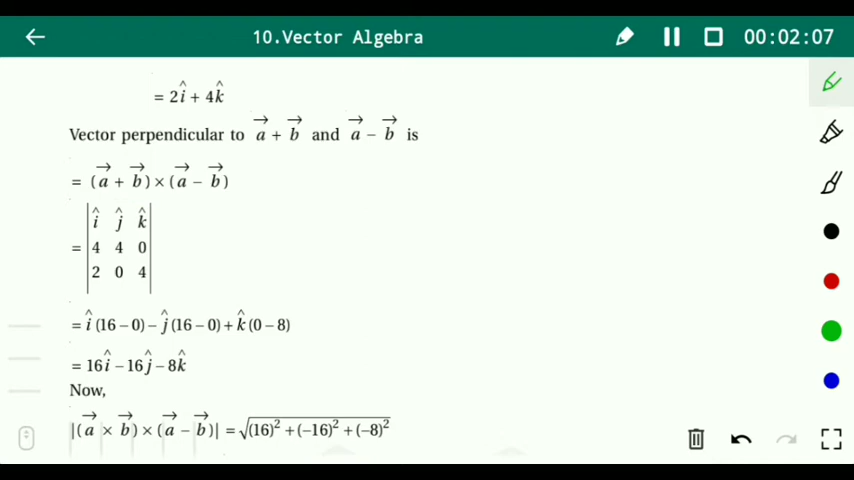 10.Vector Algebra
00:02:07
= 2î + 4k̂
Vector perpendicular to a⃗ + b⃗ and a⃗ − b⃗ is
= (a⃗ + b⃗) × (a⃗ − b⃗)
= | î ĵ k̂ |
4 4 0
2 0 4
= î (16 − 0) − ĵ (16 − 0) + k̂ (0 − 8)
= 16î − 16ĵ − 8k̂
Now,
|(a⃗ × b⃗) × (a⃗ − b⃗)| = √(16)² + (−16)² + (−8)²